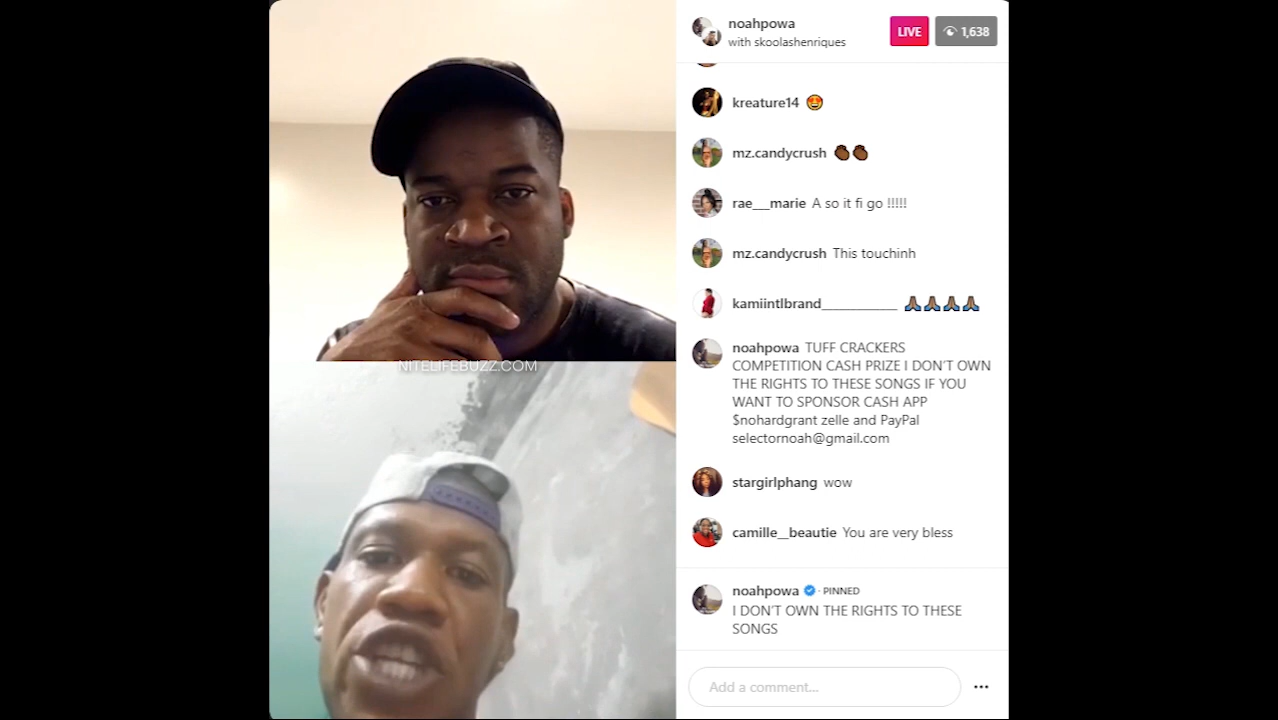 noahpowa
with skoolashenriques
LIVE
1,638
kreature14 🤩
mz.candycrush 👏🏾👏🏾
rae___marie A so it fi go !!!!!
mz.candycrush This touchinh
kamiintlbrand____________ 🙏🏽🙏🏽🙏🏽🙏🏽
noahpowa TUFF CRACKERS
COMPETITION CASH PRIZE I DON'T OWN
THE RIGHTS TO THESE SONGS IF YOU
WANT TO SPONSOR CASH APP
$nohardgrant zelle and PayPal
selectornoah@gmail.com
stargirlphang wow
camille__beautie You are very bless
noahpowa · PINNED
I DON'T OWN THE RIGHTS TO THESE
SONGS
Add a comment...
NITELIFEBUZZ.COM